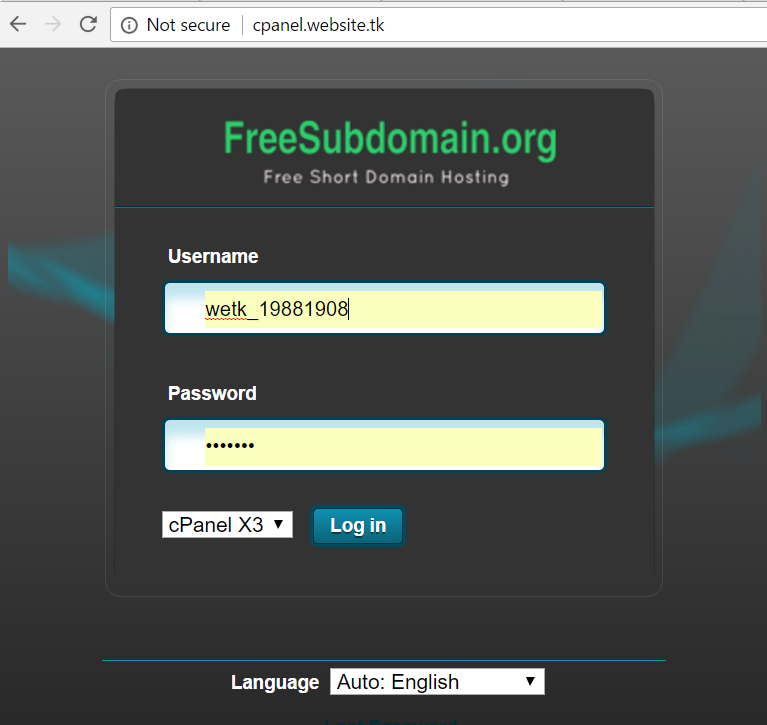 Not secure cpanel.website.tk
FreeSubdomain.org
Free Short Domain Hosting
Username
wetk_19881908
Password
•••••••
cPanel X3 Log in
Language Auto: English